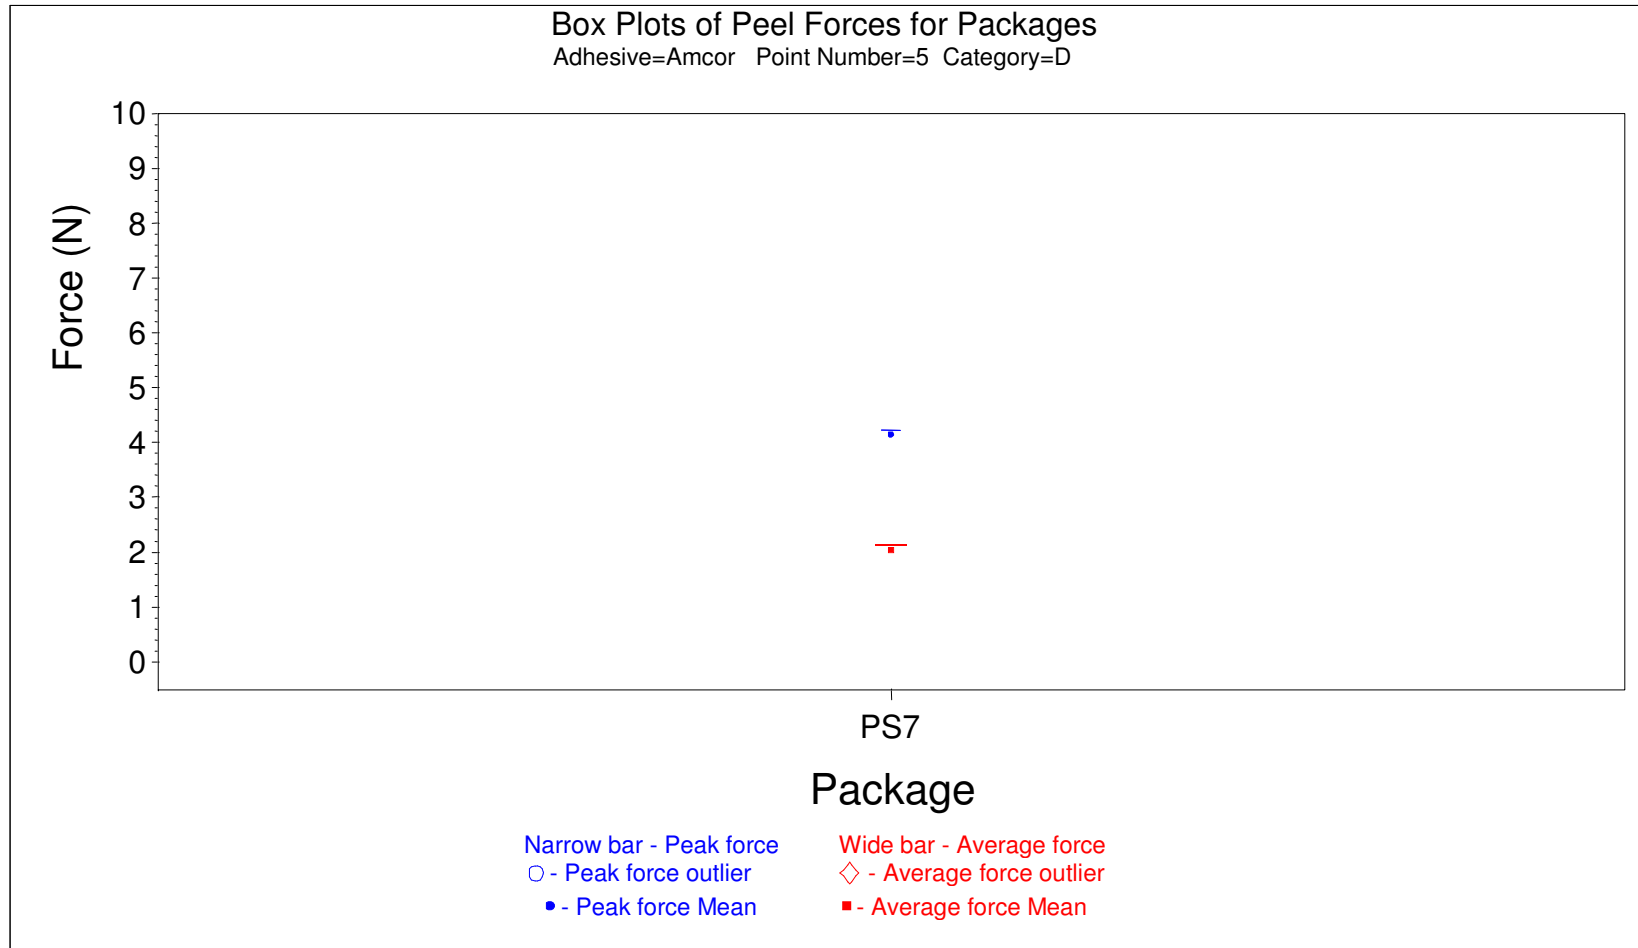 Box Plots of Peel Forces for Packages
Adhesive=Amcor Point Number=5 Category=D
10
9
8
7
6
5
4
3
2
1
0
Force (N)
PS7
Package
Narrow bar - Peak force Wide bar - Average force
- Peak force outlier - Average force outlier
- Peak force Mean - Average force Mean